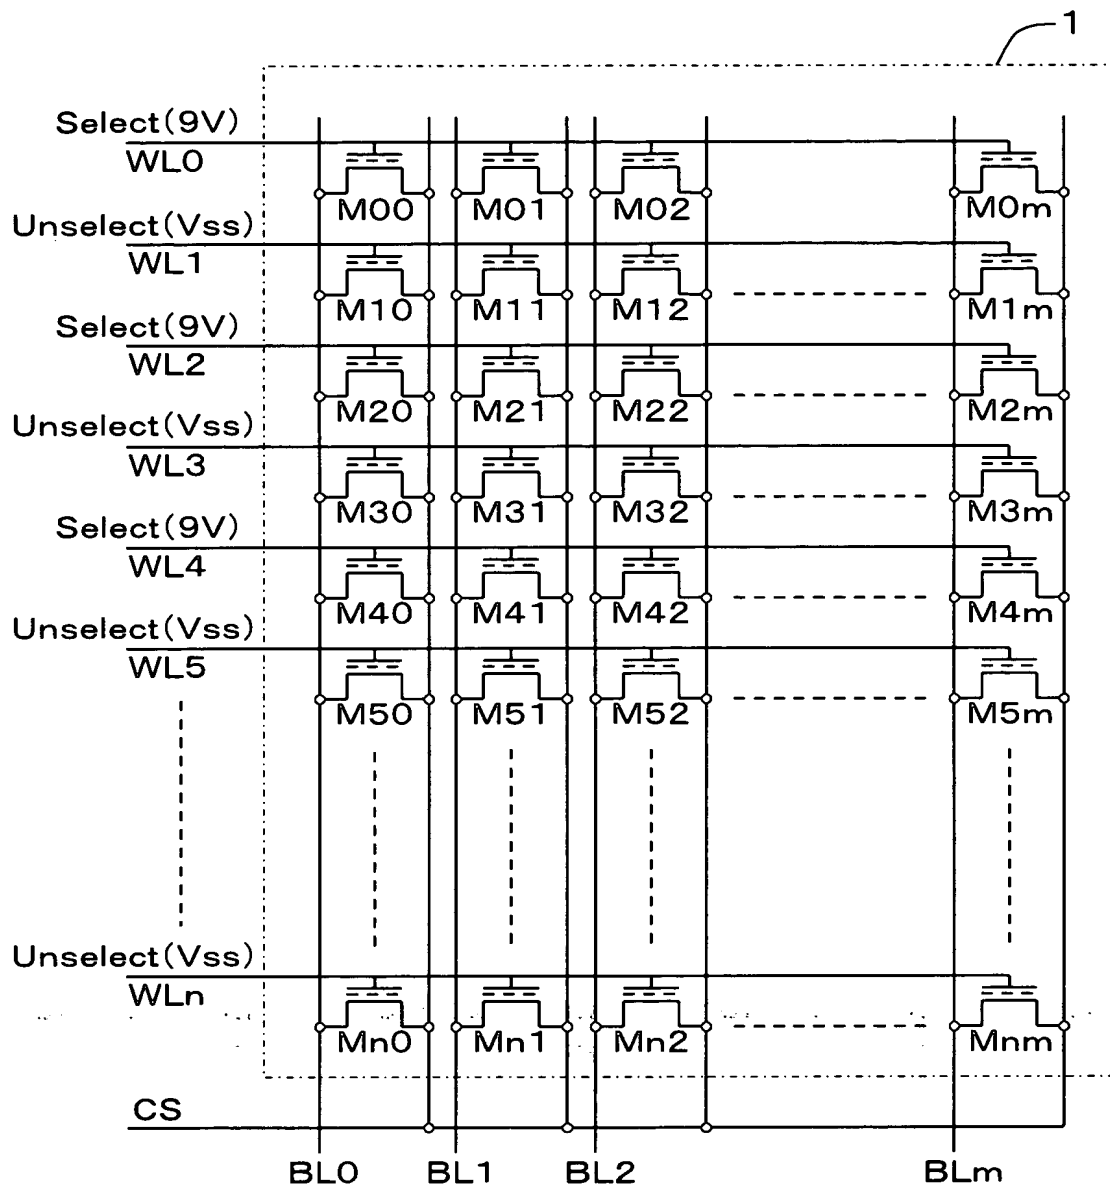 1
Select(9V)
WL0
M00 M01 M02 M0m
Unselect(Vss)
WL1
M10 M11 M12 M1m
Select(9V)
WL2
M20 M21 M22 M2m
Unselect(Vss)
WL3
M30 M31 M32 M3m
Select(9V)
WL4
M40 M41 M42 M4m
Unselect(Vss)
WL5
M50 M51 M52 M5m
Unselect(Vss)
WLn
Mn0 Mn1 Mn2 Mnm
CS
BL0 BL1 BL2 BLm